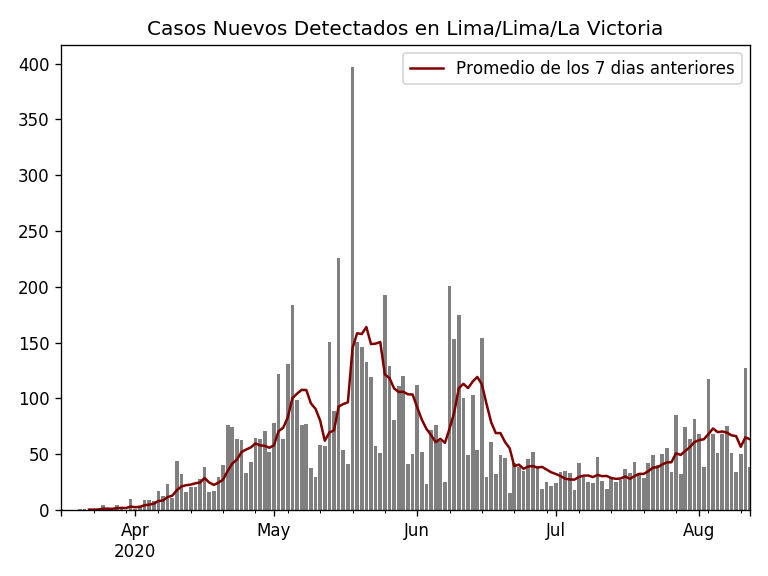 Casos Nuevos Detectados en Lima/Lima/La Victoria
Promedio de los 7 dias anteriores
400
350
300
250
200
150
100
50
0
Apr
2020
May
Jun
Jul
Aug